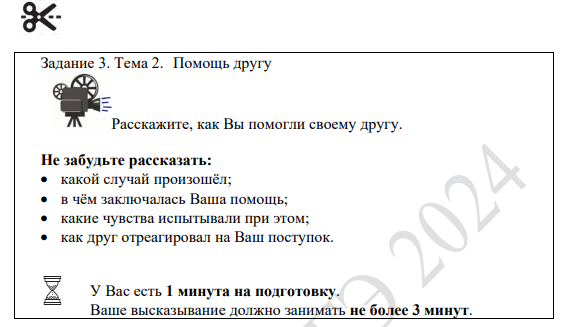 Задание 3. Тема 2. Помощь другу
Расскажите, как Вы помогли своему другу.
Не забудьте рассказать:
• какой случай произошёл;
• в чём заключалась Ваша помощь;
• какие чувства испытывали при этом;
• как друг отреагировал на Ваш поступок.
У Вас есть 1 минута на подготовку.
Ваше высказывание должно занимать не более 3 минут.
2024